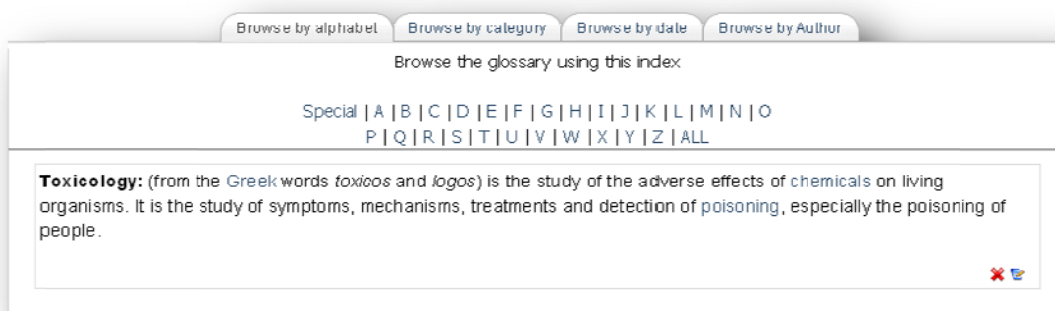 Browse by alphabet Browse by category Browse by date Browse by Author
Browse the glossary using this index
Special | A | B | C | D | E | F | G | H | I | J | K | L | M | N | O
P | Q | R | S | T | U | V | W | X | Y | Z | ALL
Toxicology: (from the Greek words toxicos and logos) is the study of the adverse effects of chemicals on living
organisms. It is the study of symptoms, mechanisms, treatments and detection of poisoning, especially the poisoning of
people.